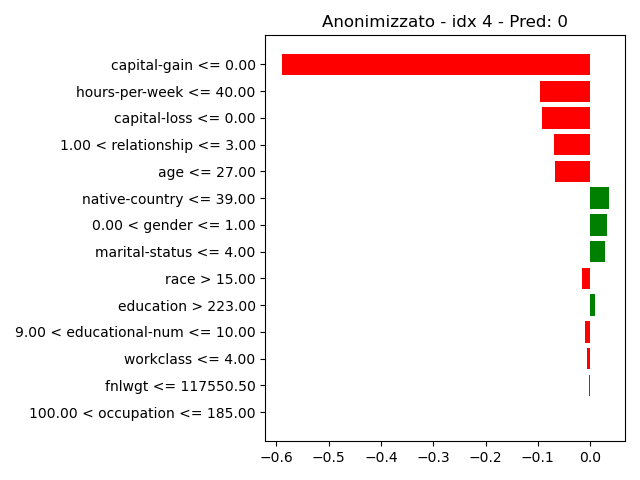 Anonimizzato - idx 4 - Pred: 0
capital-gain <= 0.00
hours-per-week <= 40.00
capital-loss <= 0.00
1.00 < relationship <= 3.00
age <= 27.00
native-country <= 39.00
0.00 < gender <= 1.00
marital-status <= 4.00
race > 15.00
education > 223.00
9.00 < educational-num <= 10.00
workclass <= 4.00
fnlwgt <= 117550.50
100.00 < occupation <= 185.00
−0.6 −0.5 −0.4 −0.3 −0.2 −0.1 0.0